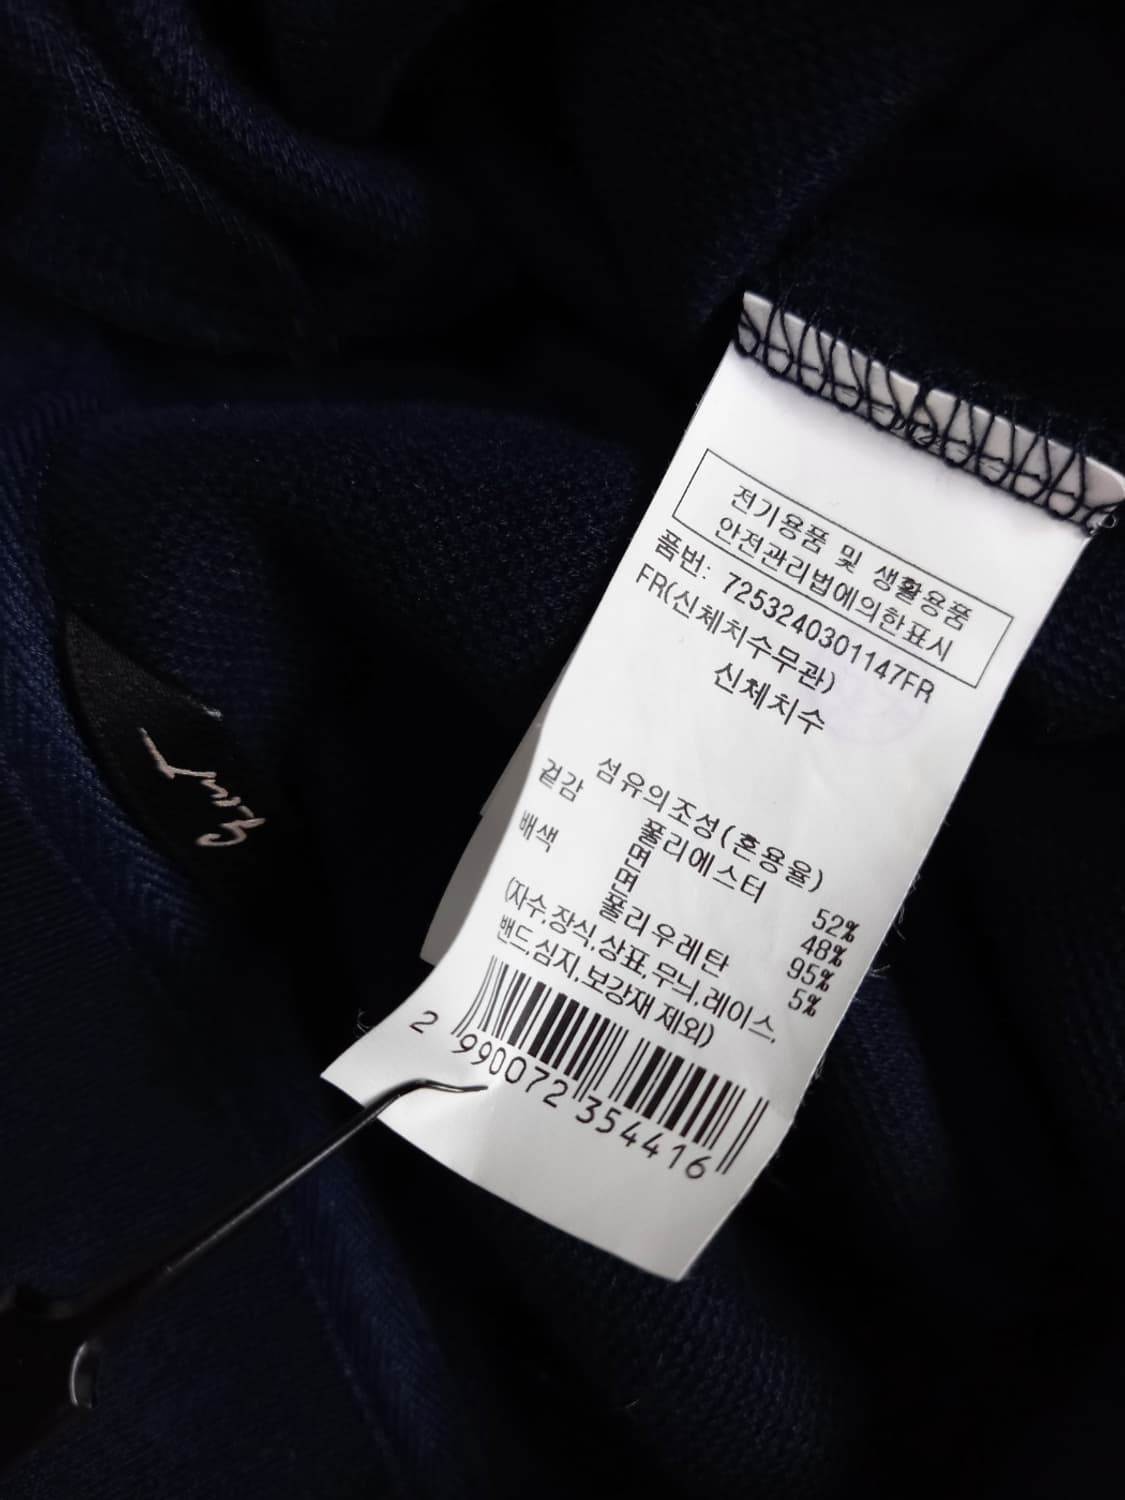 전기용품 및 생활용품
안전관리법에의한표시
품번: 7253240301147FR
FR(신체치수무관)
신체치수
섬유의조성(혼용율)
겉감 폴리에스터 52%
면 48%
배색 면 95%
폴리우레탄 5%
(자수,장식,상표,무늬,레이스,
밴드,심지,보강재 제외)
2 990072 354416